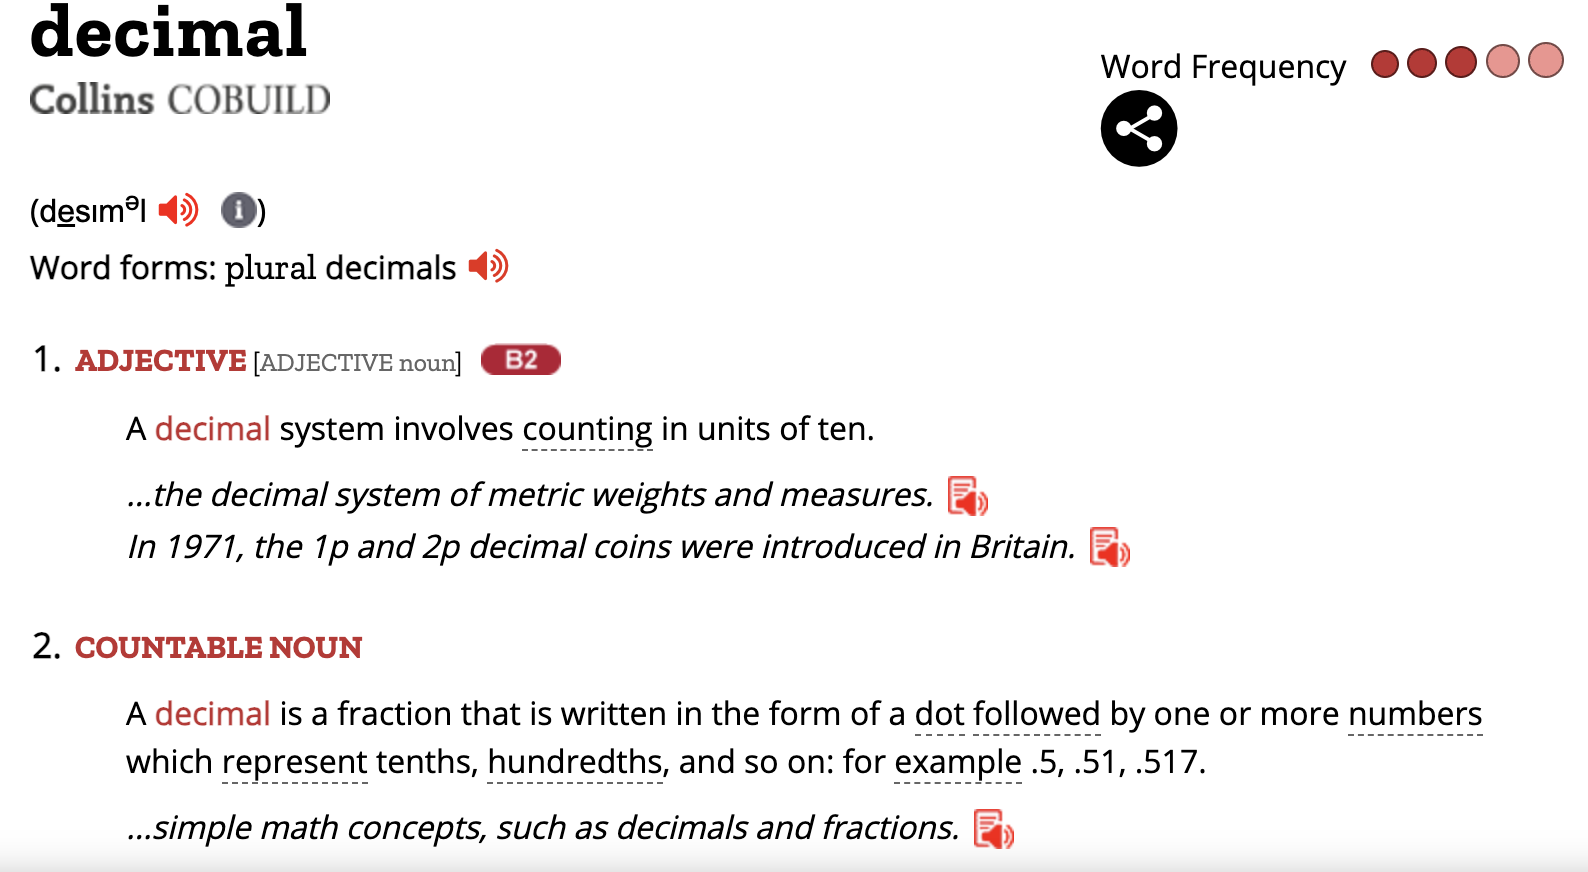 decimal
Word Frequency
Collins COBUILD
(desɪmᵊl i)
Word forms: plural decimals
1. ADJECTIVE [ADJECTIVE noun] B2
A decimal system involves counting in units of ten.
...the decimal system of metric weights and measures.
In 1971, the 1p and 2p decimal coins were introduced in Britain.
2. COUNTABLE NOUN
A decimal is a fraction that is written in the form of a dot followed by one or more numbers
which represent tenths, hundredths, and so on: for example .5, .51, .517.
...simple math concepts, such as decimals and fractions.